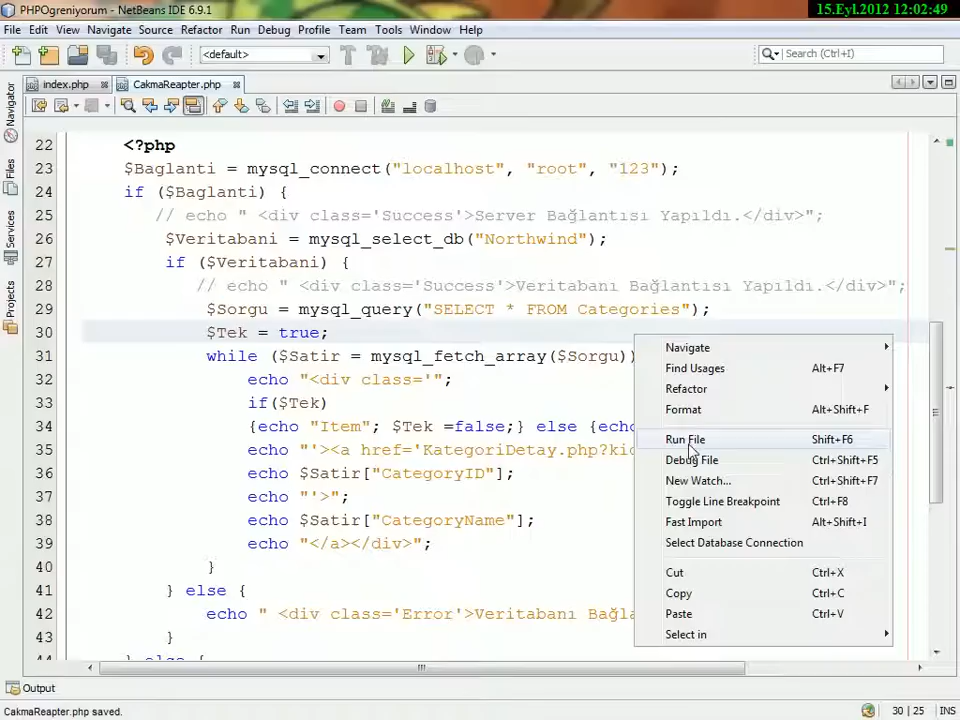 PHPOgreniyorum - NetBeans IDE 6.9.1
15.Eyl.2012 12:02:49
File Edit View Navigate Source Refactor Run Debug Profile Team Tools Window Help
<default>
Search (Ctrl+I)
index.php CakmaReapter.php
Navigator
Files
Services
Projects
22 <?php
23 $Baglanti = mysql_connect("localhost", "root", "123");
24 if ($Baglanti) {
25 // echo " <div class='Success'>Server Bağlantısı Yapıldı.</div>";
26 $Veritabani = mysql_select_db("Northwind");
27 if ($Veritabani) {
28 // echo " <div class='Success'>Veritabanı Bağlantısı Yapıldı.</div>";
29 $Sorgu = mysql_query("SELECT * FROM Categories");
30 $Tek = true;
31 while ($Satir = mysql_fetch_array($Sorgu))
32 echo "<div class='";
33 if($Tek)
34 {echo "Item"; $Tek =false;} else {echo
35 echo "'><a href='KategoriDetay.php?kid
36 echo $Satir["CategoryID"];
37 echo "'>";
38 echo $Satir["CategoryName"];
39 echo "</a></div>";
40 }
41 } else {
42 echo " <div class='Error'>Veritabanı Bağla
43 }
44 } else {
Navigate
Find Usages Alt+F7
Refactor
Format Alt+Shift+F
Run File Shift+F6
Debug File Ctrl+Shift+F5
New Watch... Ctrl+Shift+F7
Toggle Line Breakpoint Ctrl+F8
Fast Import Alt+Shift+I
Select Database Connection
Cut Ctrl+X
Copy Ctrl+C
Paste Ctrl+V
Select in
Output
CakmaReapter.php saved.
30 | 25 INS